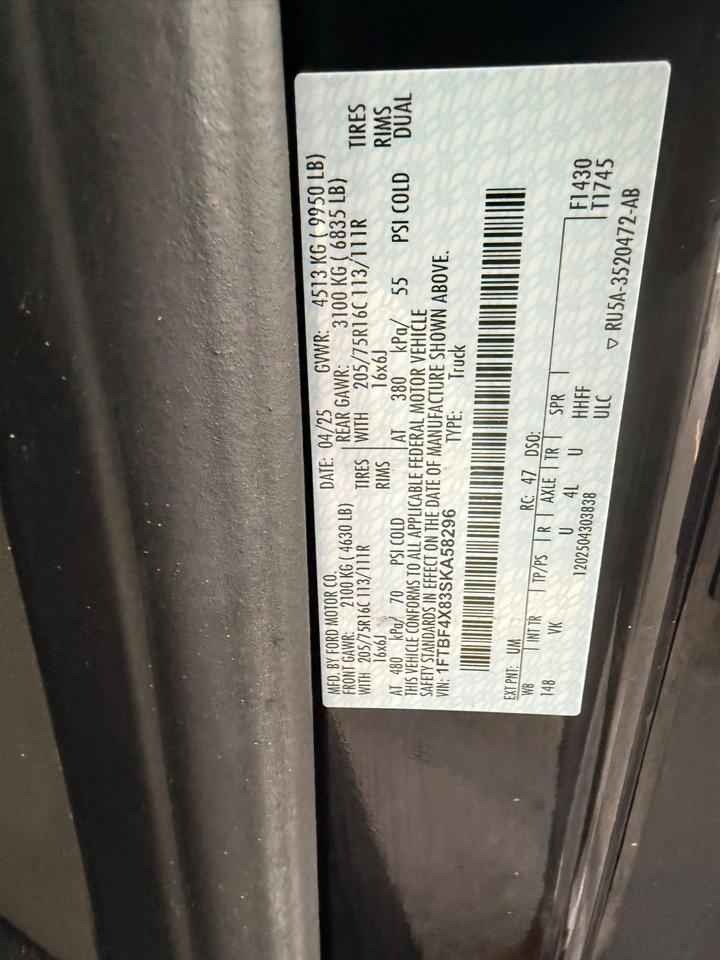 MFD. BY FORD MOTOR CO.
DATE: 04/25 GVWR: 4513 KG ( 9950 LB)
FRONT GAWR: 2100 KG ( 4630 LB)
REAR GAWR: 3100 KG ( 6835 LB)
WITH 205/75R16C 113/111R TIRES
WITH 205/75R16C 113/111R TIRES
16x6J RIMS
16x6J RIMS
AT 480 kPa/ 70 PSI COLD
AT 380 kPa/ 55 PSI COLD DUAL
THIS VEHICLE CONFORMS TO ALL APPLICABLE FEDERAL MOTOR VEHICLE
SAFETY STANDARDS IN EFFECT ON THE DATE OF MANUFACTURE SHOWN ABOVE.
VIN: 1FTBF4X83SKA58296 TYPE: Truck
EXT PNT: UM RC: 47 DSO:
WB INT TR TP/PS R AXLE TR SPR
148 VK U 4L U HHFF
ULC
F1430
T1745
1202504303838
▽ RU5A-3520472-AB